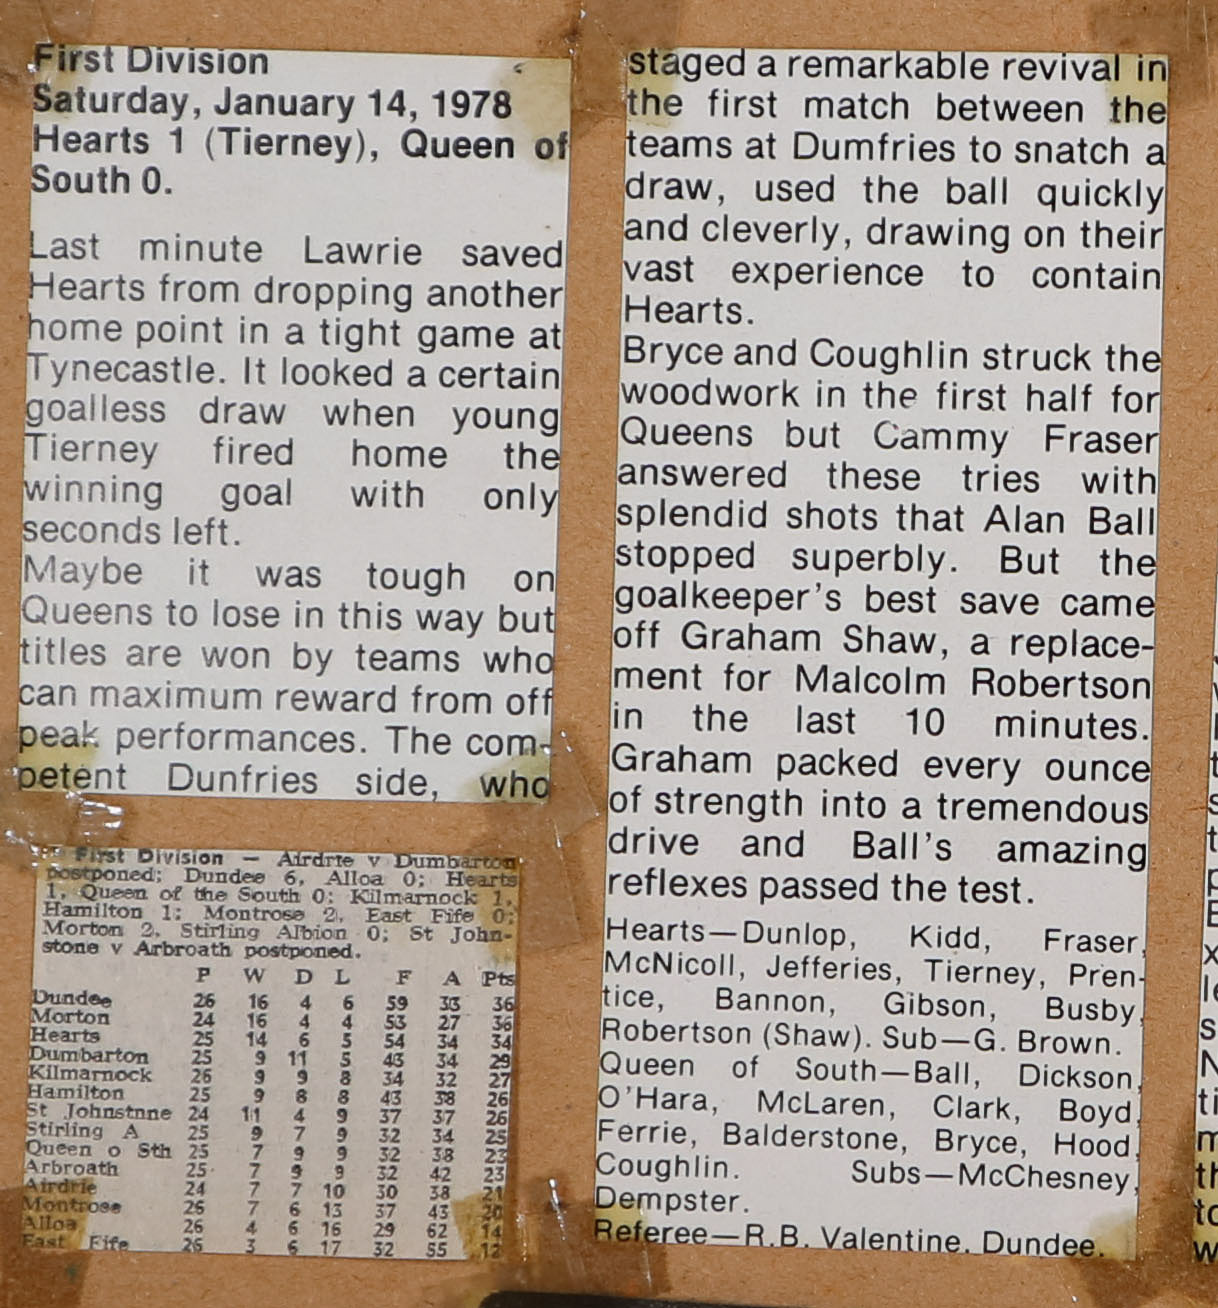 First Division
Saturday, January 14, 1978
Hearts 1 (Tierney), Queen of
South 0.
Last minute Lawrie saved
Hearts from dropping another
home point in a tight game at
Tynecastle. It looked a certain
goalless draw when young
Tierney fired home the
winning goal with only
seconds left.
Maybe it was tough on
Queens to lose in this way but
titles are won by teams who
can maximum reward from off
peak performances. The com-
petent Dunfries side, who
staged a remarkable revival in
the first match between the
teams at Dumfries to snatch a
draw, used the ball quickly
and cleverly, drawing on their
vast experience to contain
Hearts.
Bryce and Coughlin struck the
woodwork in the first half for
Queens but Cammy Fraser
answered these tries with
splendid shots that Alan Ball
stopped superbly. But the
goalkeeper's best save came
off Graham Shaw, a replace-
ment for Malcolm Robertson
in the last 10 minutes.
Graham packed every ounce
of strength into a tremendous
drive and Ball's amazing
reflexes passed the test.
Hearts—Dunlop, Kidd, Fraser,
McNicoll, Jefferies, Tierney, Pren-
tice, Bannon, Gibson, Busby,
Robertson (Shaw). Sub—G. Brown.
Queen of South—Ball, Dickson,
O'Hara, McLaren, Clark, Boyd,
Ferrie, Balderstone, Bryce, Hood,
Coughlin. Subs—McChesney,
Dempster.
Referee—R.B. Valentine, Dundee.
First Division — Airdrie v Dumbarton
postponed; Dundee 6, Alloa 0; Hearts
1, Queen of the South 0; Kilmarnock 1,
Hamilton 1; Montrose 2, East Fife 0;
Morton 2, Stirling Albion 0; St John-
stone v Arbroath postponed.
P W D L F A Pts
Dundee 26 16 4 6 59 33 36
Morton 24 16 4 4 53 27 36
Hearts 25 14 6 5 54 34 34
Dumbarton 25 9 11 5 43 34 29
Kilmarnock 26 9 9 8 34 32 27
Hamilton 25 9 8 8 43 38 26
St Johnstnne 24 11 4 9 37 37 26
Stirling A 25 9 7 9 32 34 25
Queen o Sth 25 7 9 9 32 38 23
Arbroath 25 7 9 9 32 42 23
Airdrie 24 7 7 10 30 38 21
Montrose 26 7 6 13 37 43 20
Alloa 26 4 6 16 29 62 14
East Fife 26 3 6 17 32 55 12